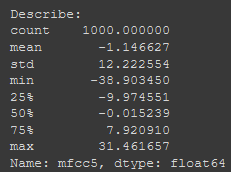 Describe:
count    1000.000000
mean       -1.146627
std        12.222554
min       -38.903450
25%        -9.974551
50%        -0.015239
75%         7.920910
max        31.461657
Name: mfcc5, dtype: float64